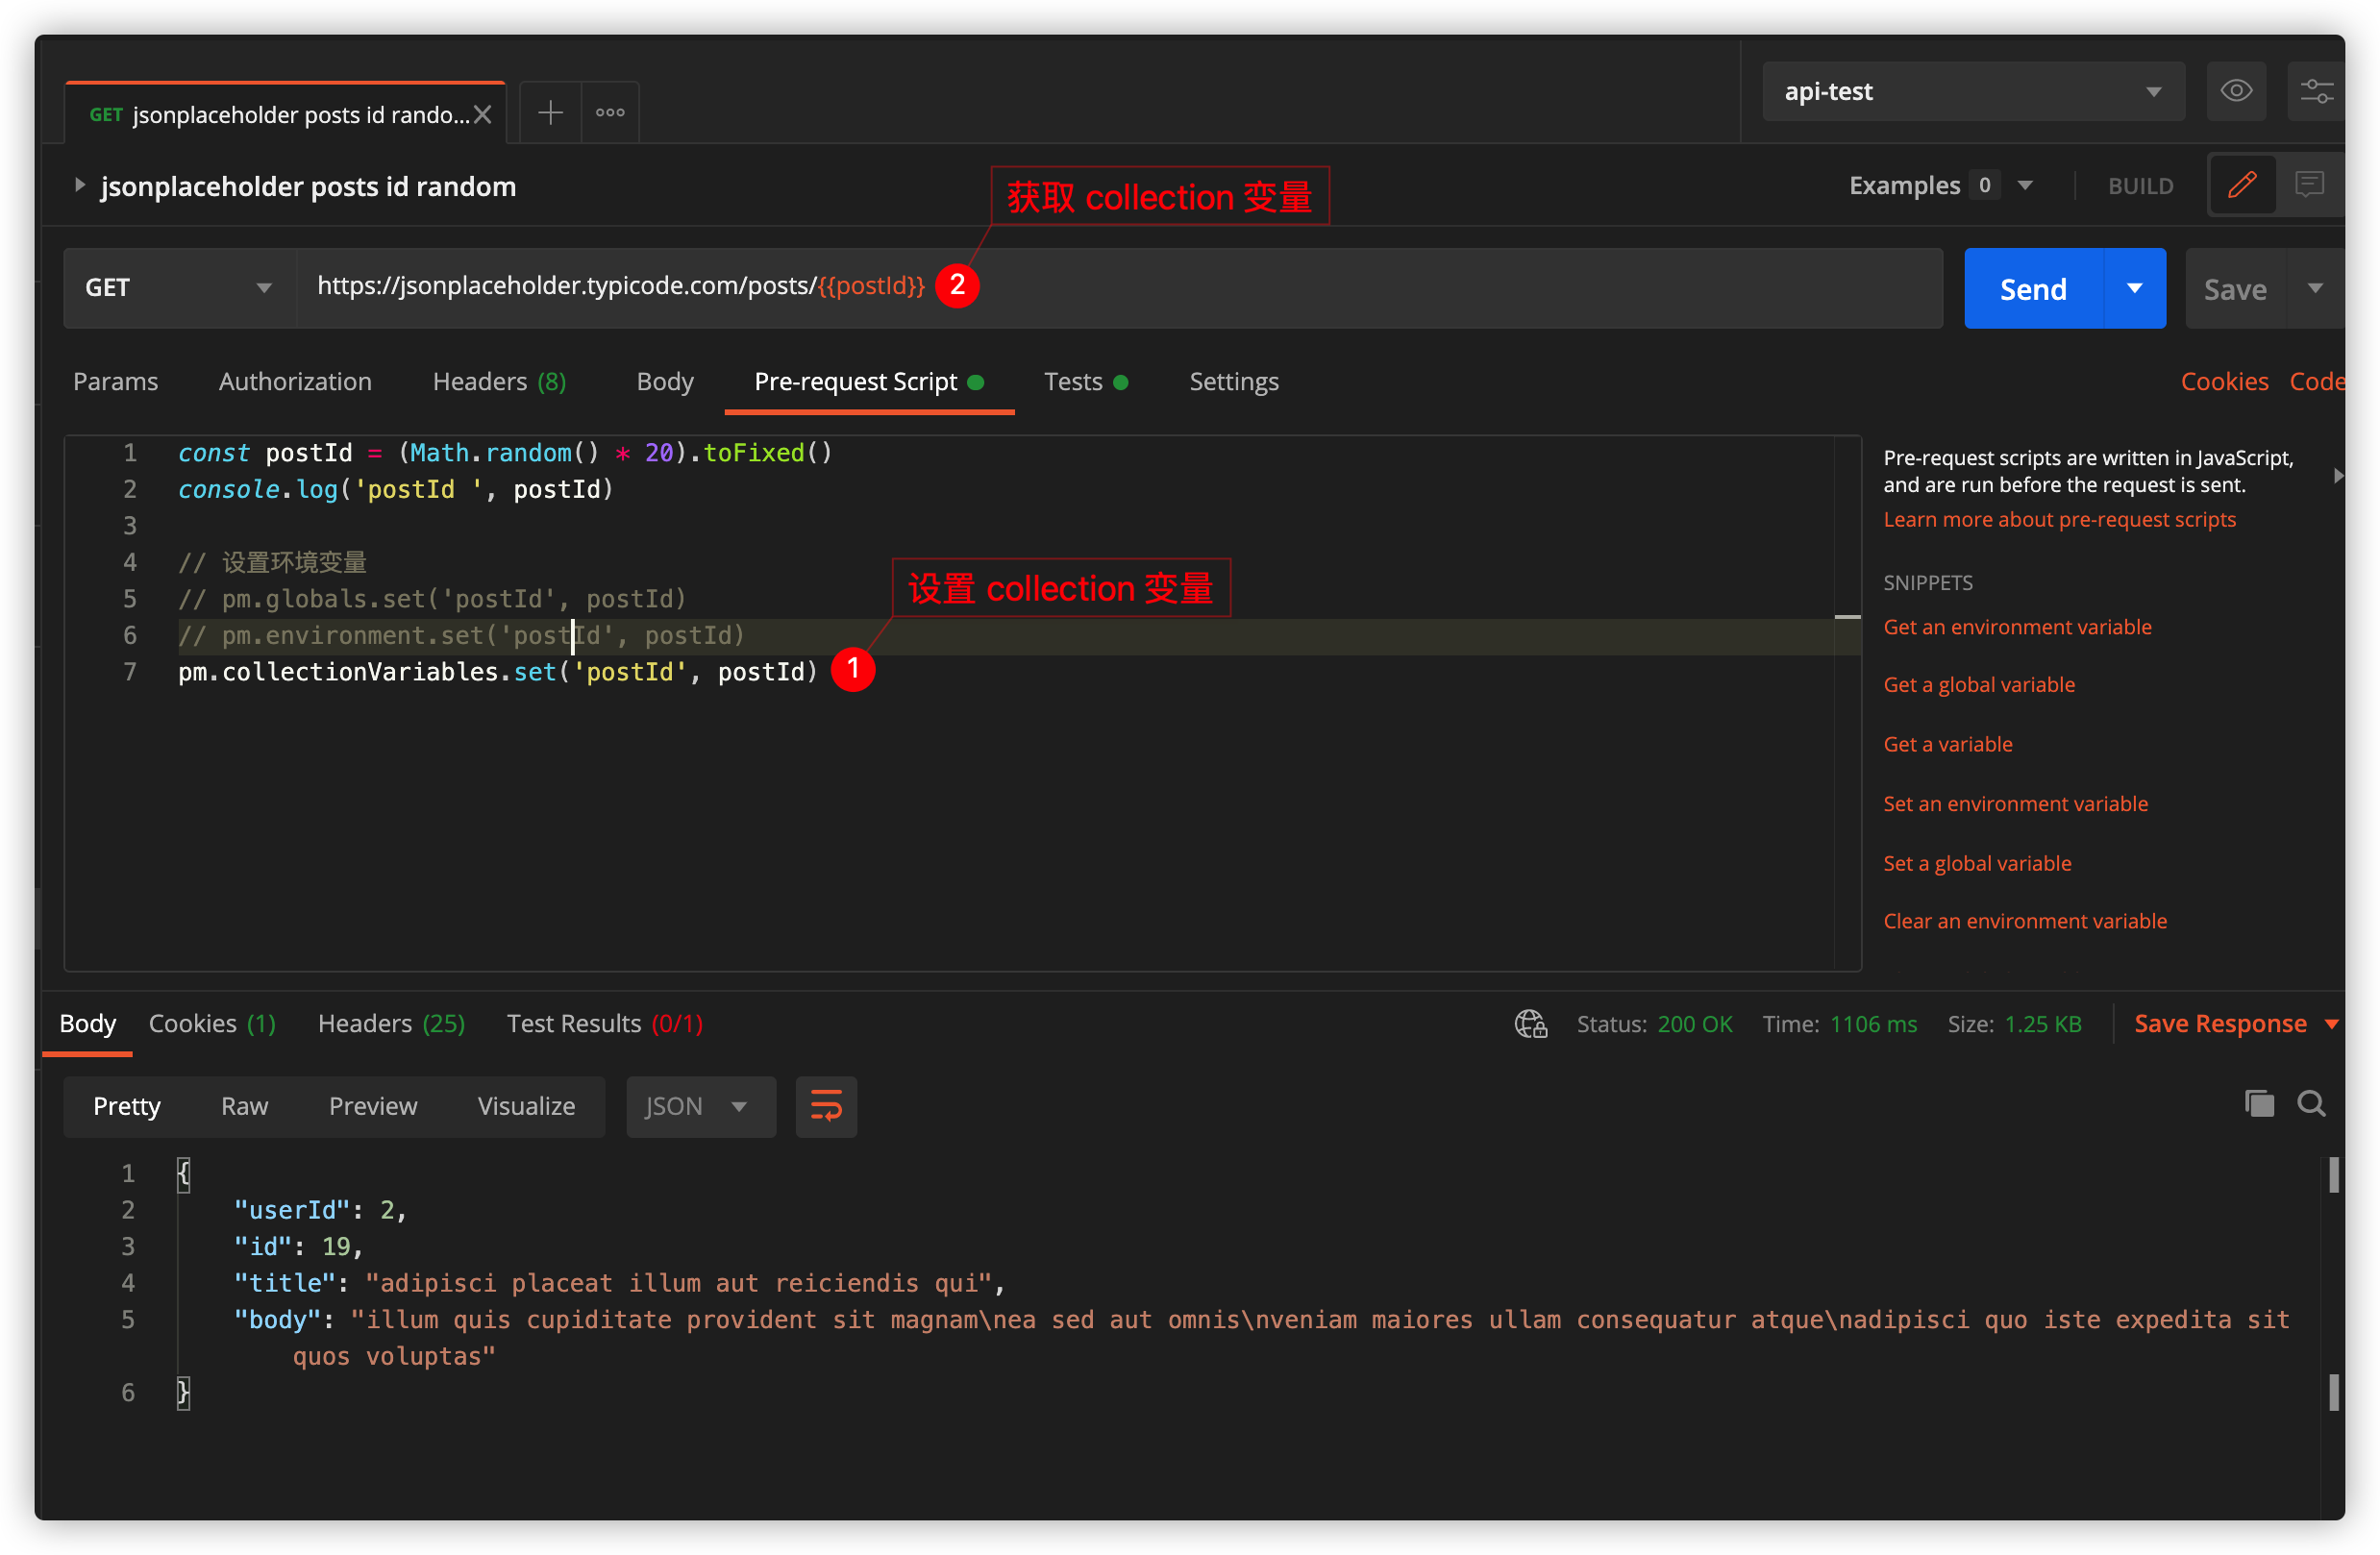 GET jsonplaceholder posts id rando...
api-test
jsonplaceholder posts id random
获取 collection 变量
Examples 0
BUILD
GET
https://jsonplaceholder.typicode.com/posts/{{postId}}
2
Send
Save
Params Authorization Headers (8) Body Pre-request Script Tests Settings
Cookies Code
1 const postId = (Math.random() * 20).toFixed()
2 console.log('postId ', postId)
3
4 // 设置环境变量
5 // pm.globals.set('postId', postId)
6 // pm.environment.set('postId', postId)
7 pm.collectionVariables.set('postId', postId)
设置 collection 变量
1
Pre-request scripts are written in JavaScript,
and are run before the request is sent.
Learn more about pre-request scripts
SNIPPETS
Get an environment variable
Get a global variable
Get a variable
Set an environment variable
Set a global variable
Clear an environment variable
Body Cookies (1) Headers (25) Test Results (0/1)
Status: 200 OK Time: 1106 ms Size: 1.25 KB
Save Response
Pretty Raw Preview Visualize JSON
1 {
2 "userId": 2,
3 "id": 19,
4 "title": "adipisci placeat illum aut reiciendis qui",
5 "body": "illum quis cupiditate provident sit magnam\nea sed aut omnis\nveniam maiores ullam consequatur atque\nadipisci quo iste expedita sit
quos voluptas"
6 }